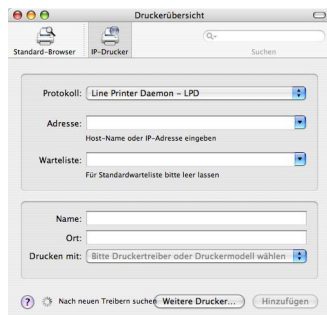 Druckerübersicht
Standard-Browser IP-Drucker Suchen
Protokoll: Line Printer Daemon – LPD
Adresse:
Host-Name oder IP-Adresse eingeben
Warteliste:
Für Standardwarteliste bitte leer lassen
Name:
Ort:
Drucken mit: Bitte Druckertreiber oder Druckermodell wählen
? Nach neuen Treibern suchen Weitere Drucker... Hinzufügen